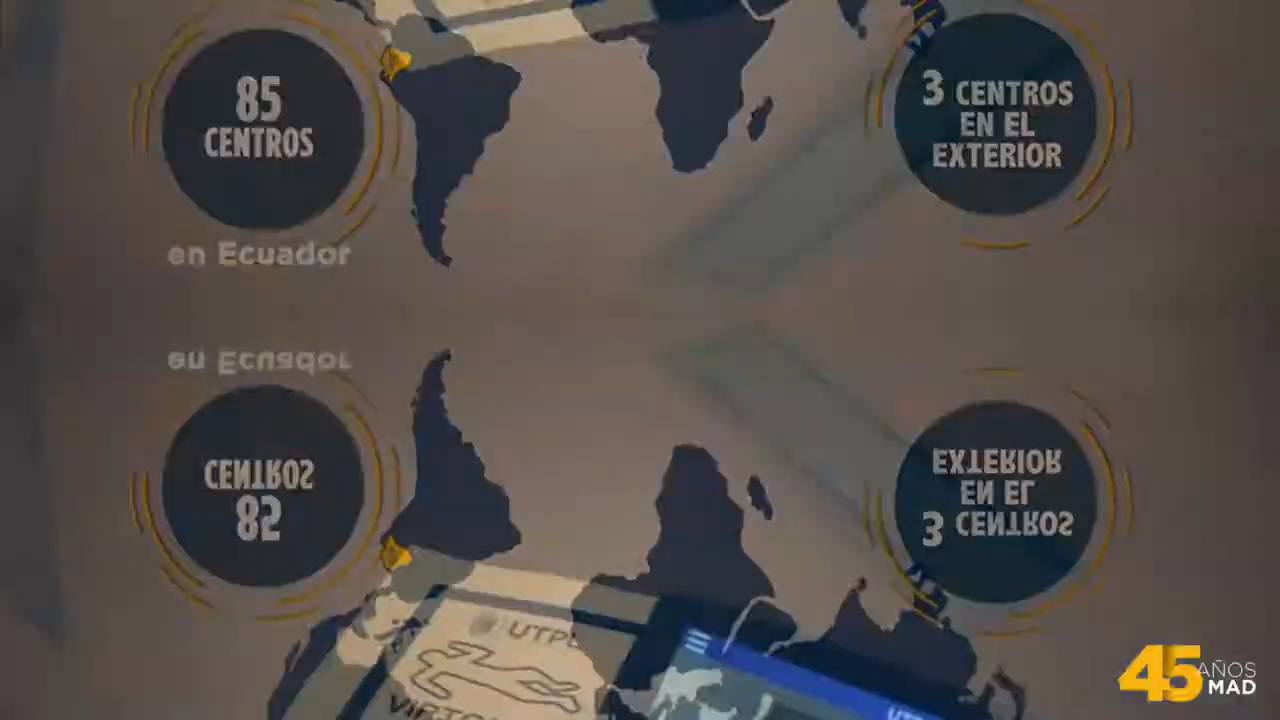 85
CENTROS
en Ecuador
3 CENTROS
EN EL
EXTERIOR
en Ecuador
CENTROS
85
EXTERIOR
EN EL
3 CENTROS
UTPL
45 AÑOS
MAD